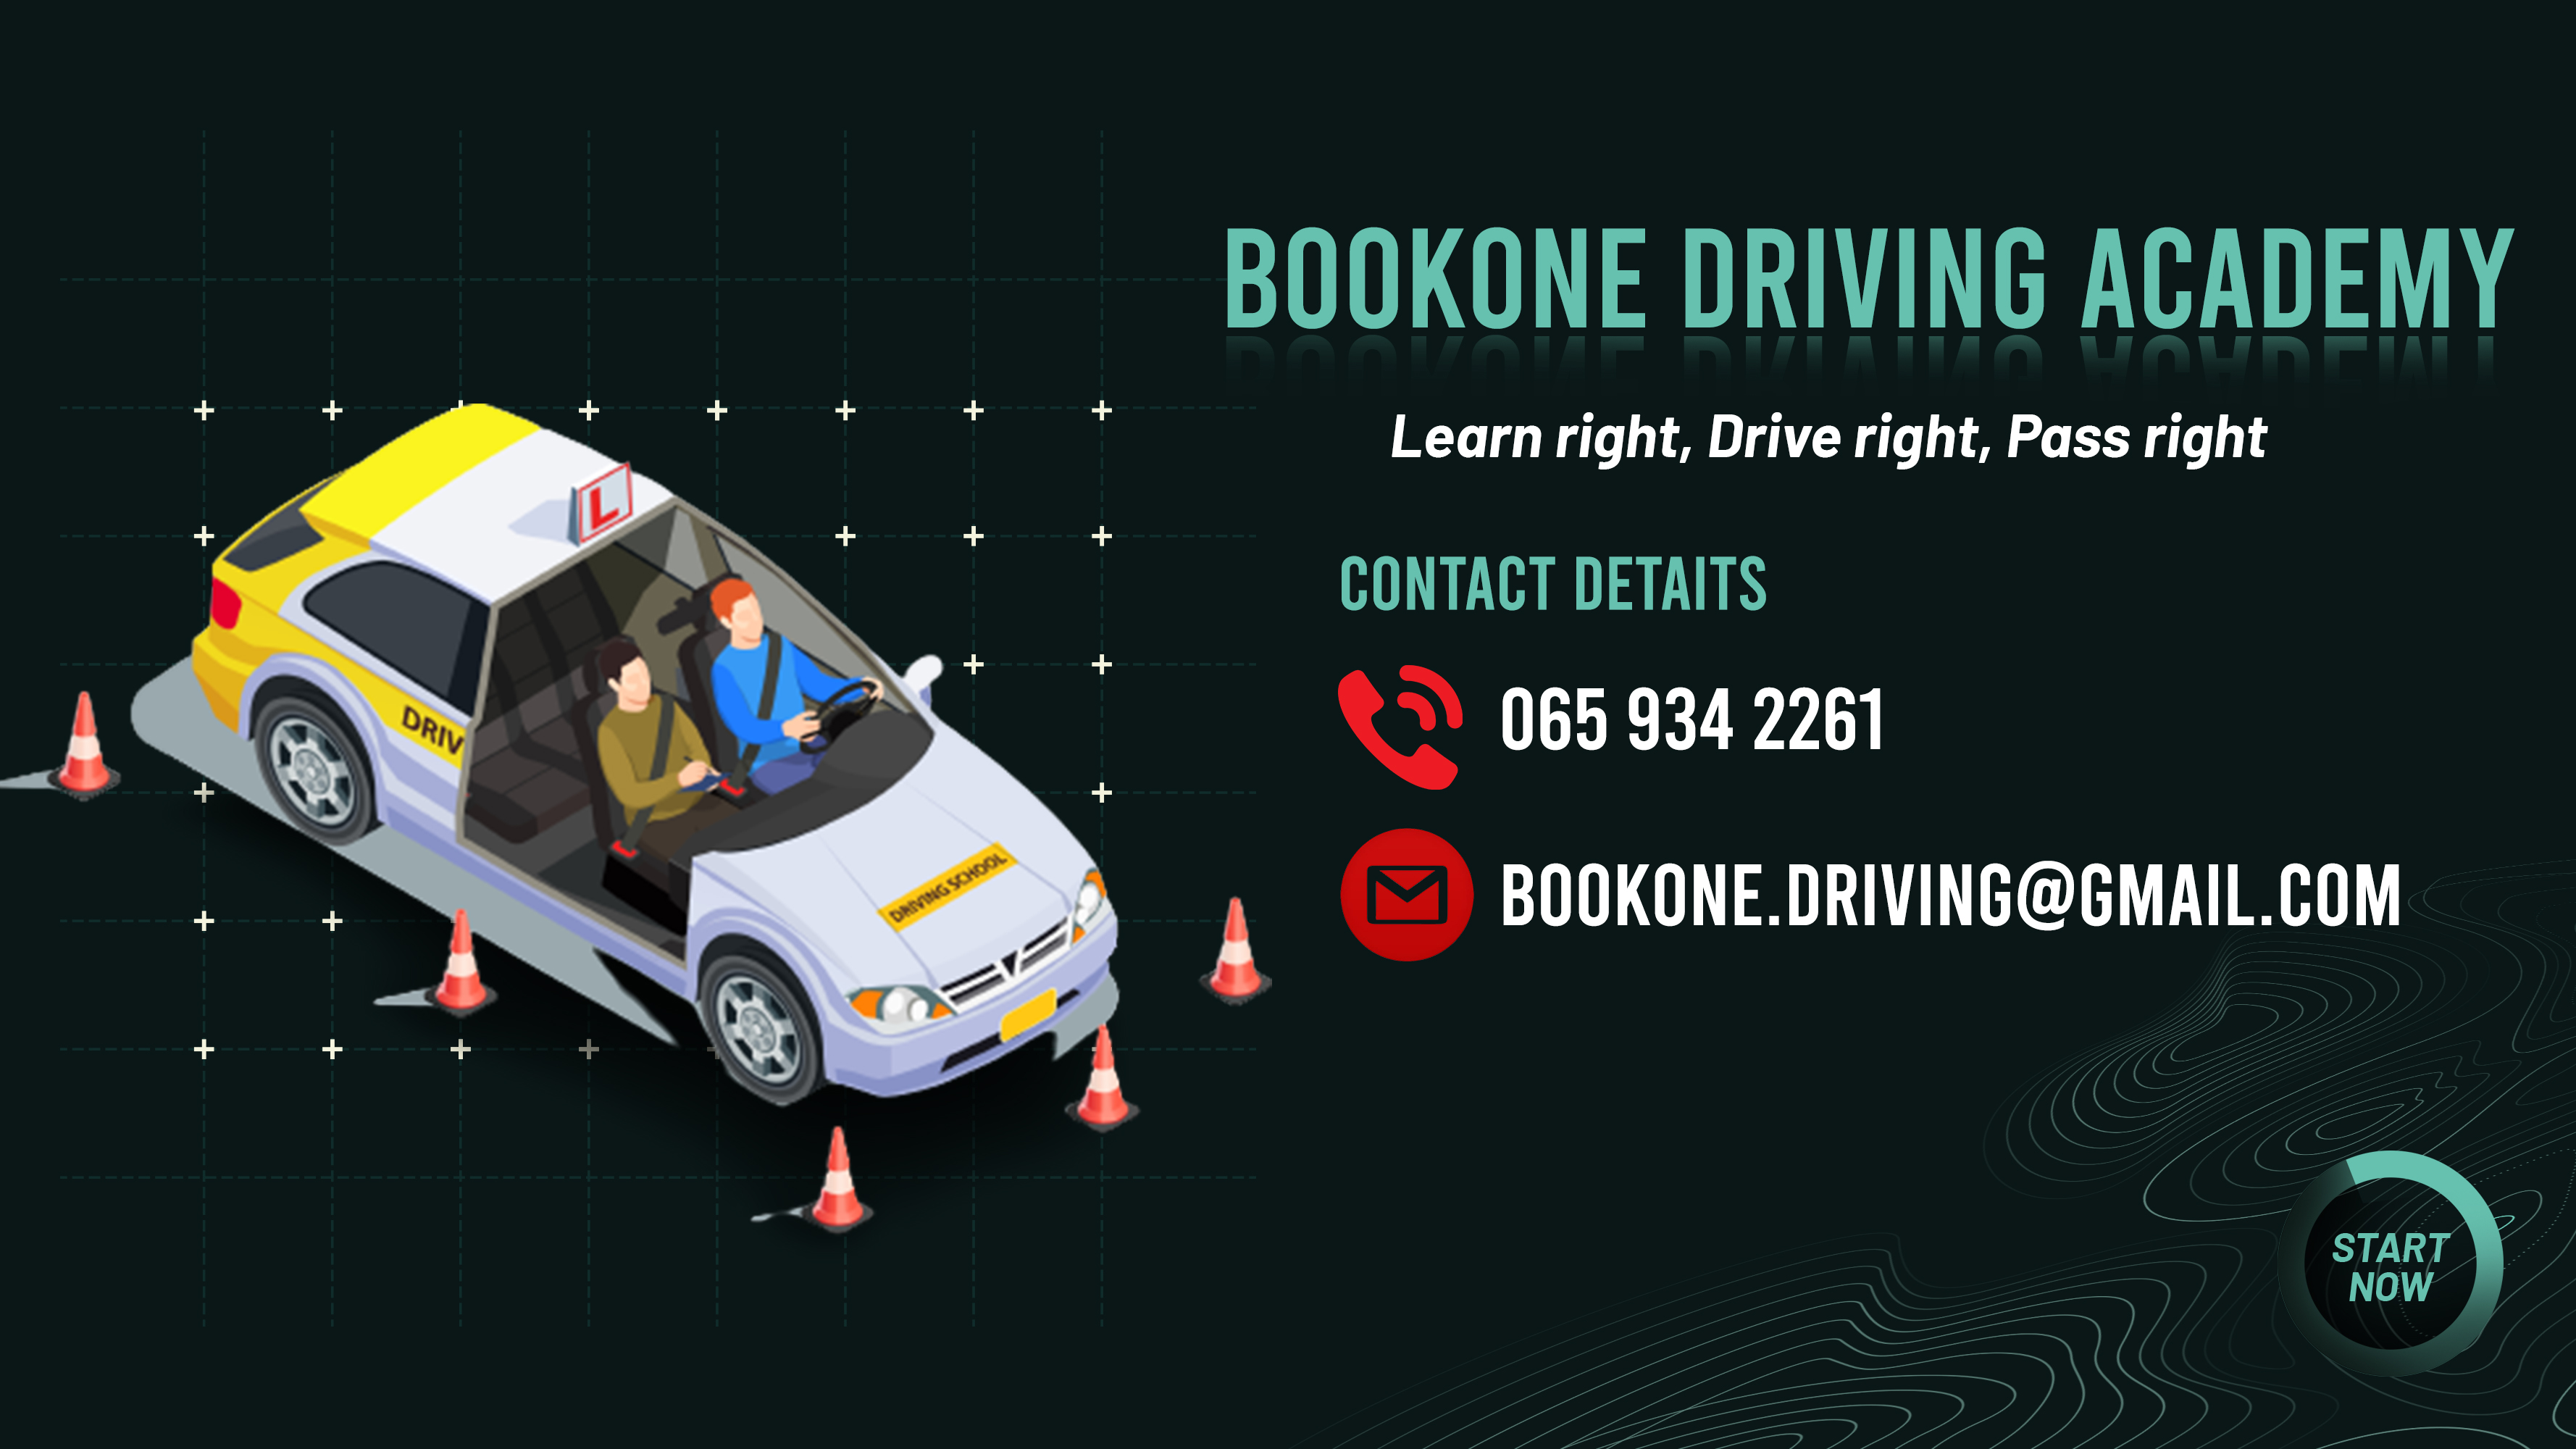 BOOKONE DRIVING ACADEMY
Learn right, Drive right, Pass right
CONTACT DETAITS
065 934 2261
BOOKONE.DRIVING@GMAIL.COM
L
DRIV
DRIVING SCHOOL
START
NOW